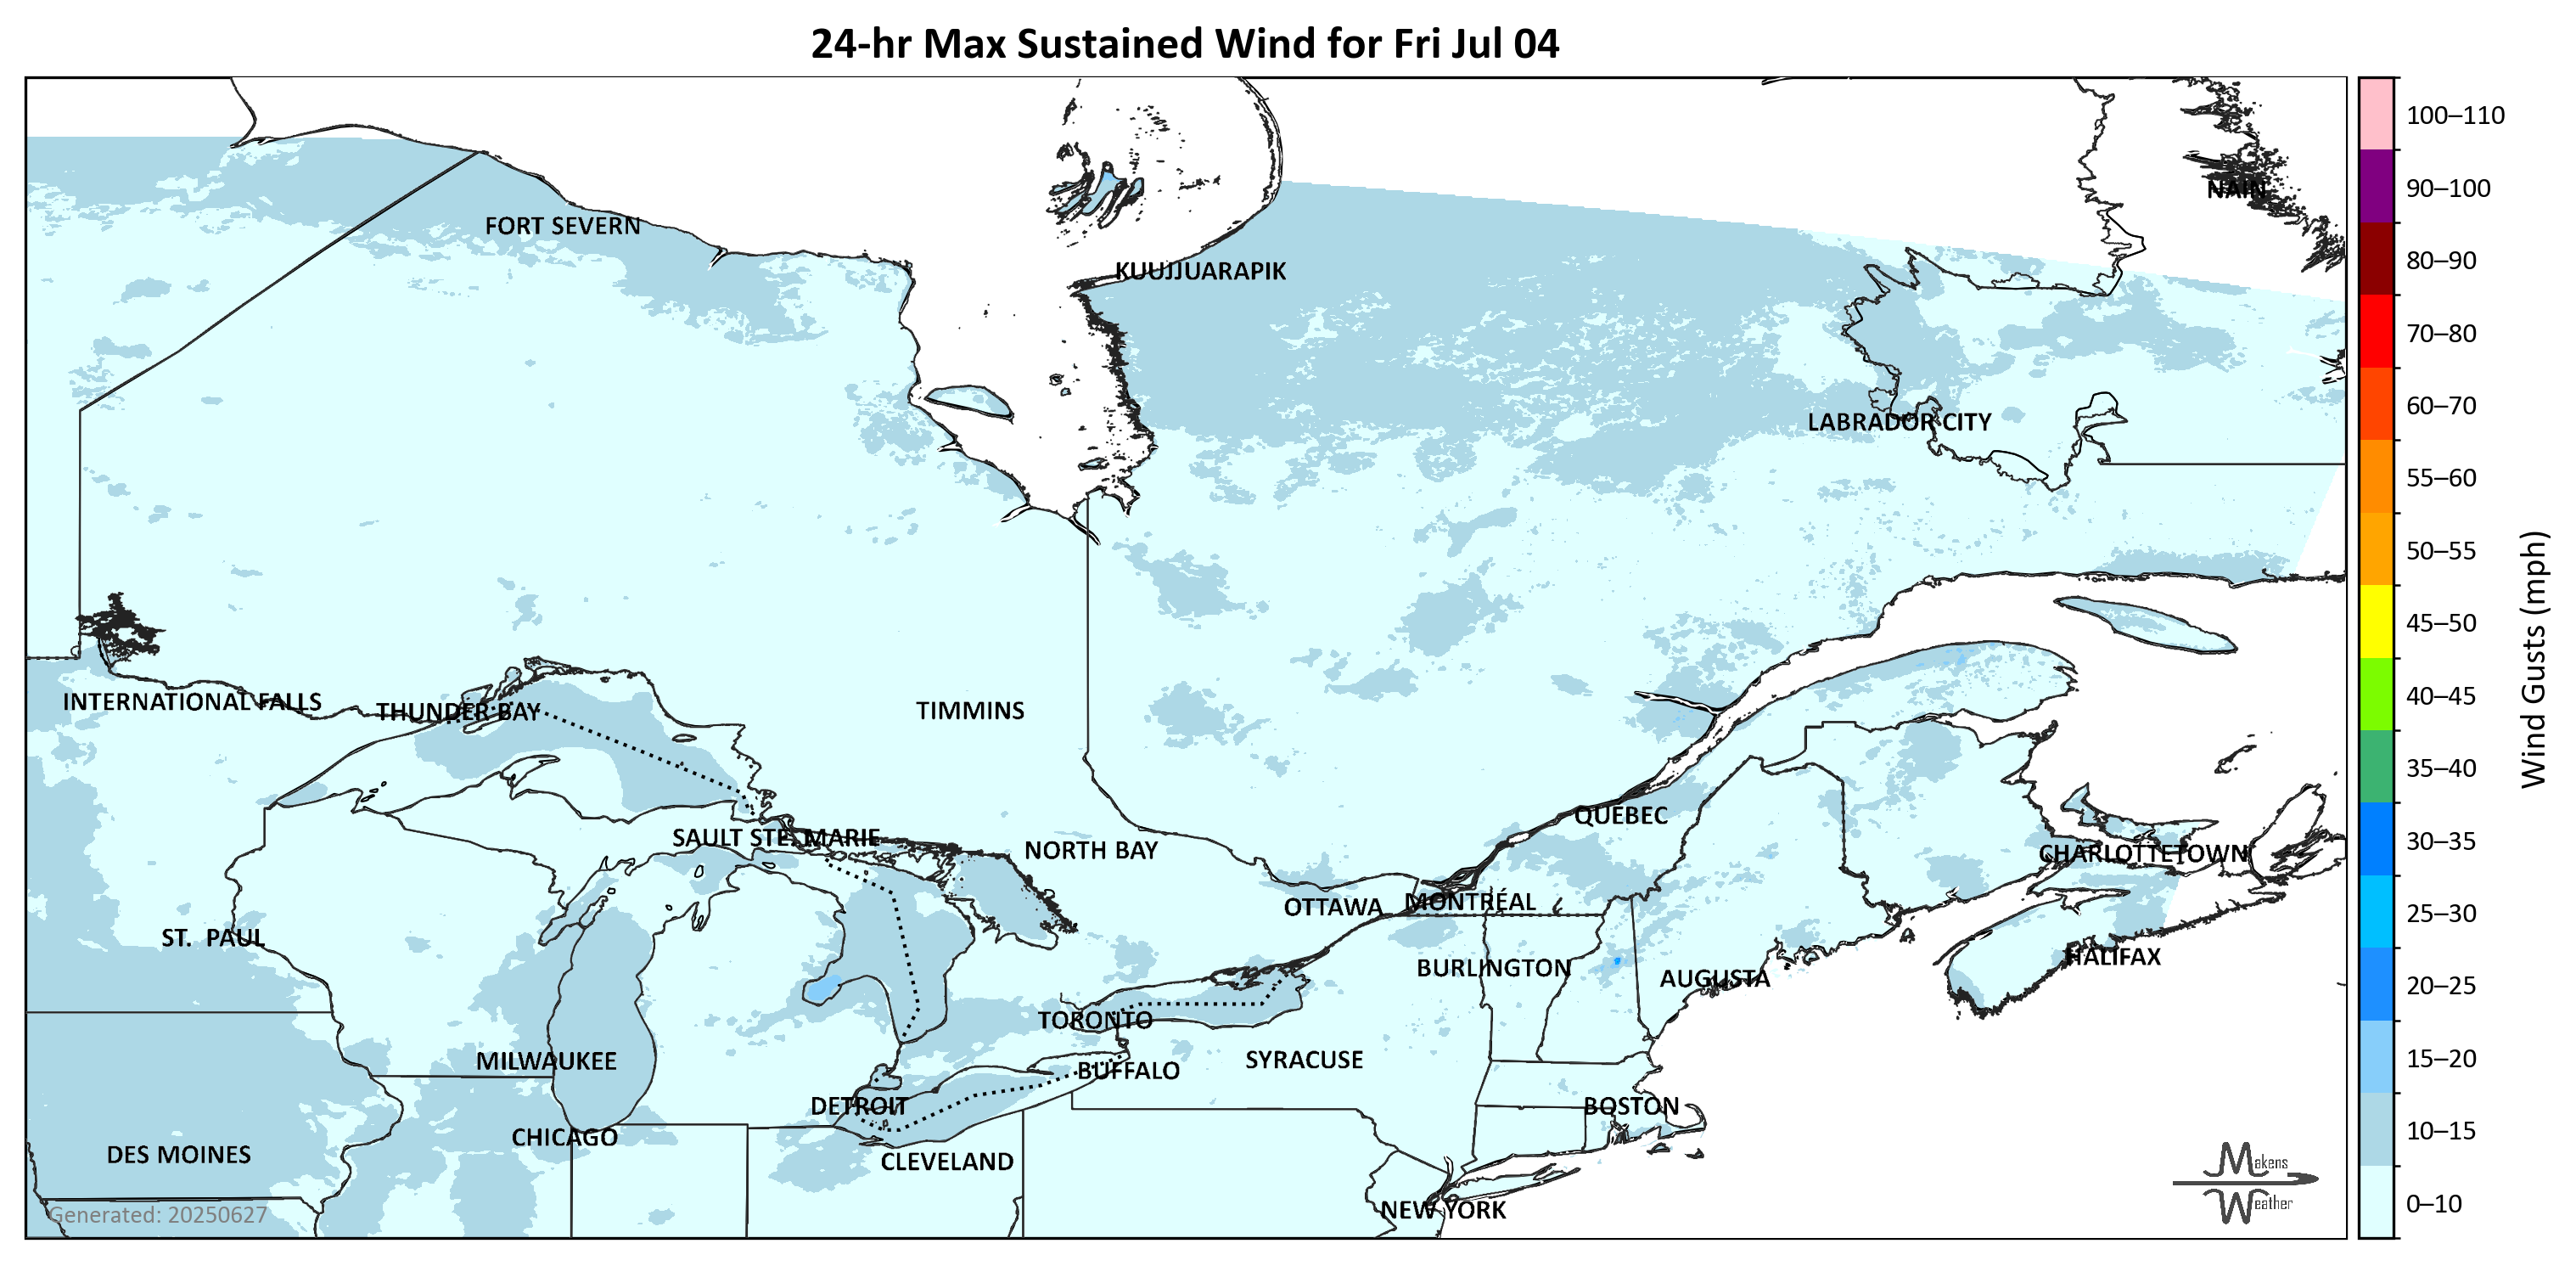 24-hr Max Sustained Wind for Fri Jul 04
100–110
90–100
NAIN
FORT SEVERN
80–90
KUUJJUARAPIK
70–80
60–70
LABRADOR CITY
55–60
50–55
45–50
Wind Gusts (mph)
40–45
INTERNATIONAL FALLS
THUNDER BAY
TIMMINS
35–40
QUÉBEC
30–35
SAULT STE. MARIE
NORTH BAY
CHARLOTTETOWN
OTTAWA
MONTRÉAL
25–30
ST.  PAUL
HALIFAX
BURLINGTON
AUGUSTA
20–25
TORONTO
MILWAUKEE
SYRACUSE
15–20
BUFFALO
DETROIT
BOSTON
10–15
CHICAGO
DES MOINES
CLEVELAND
Makens
Weather
0–10
NEW YORK
Generated: 20250627